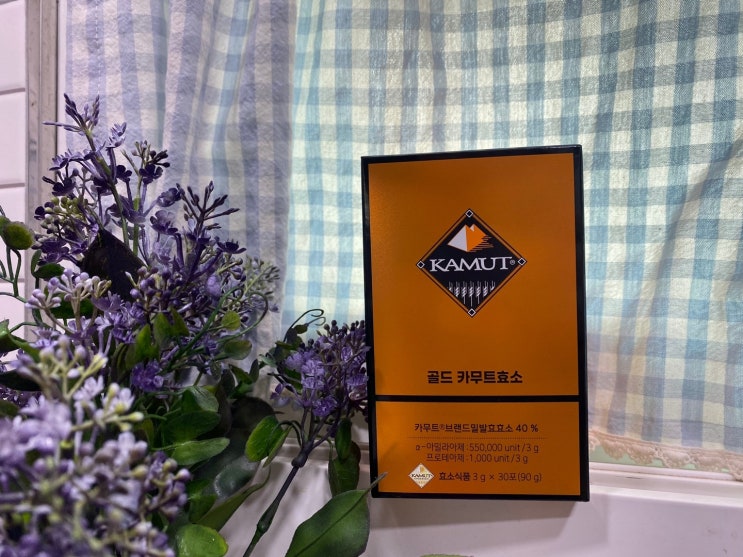 KAMUT®
골드 카무트효소
카무트®브랜드밀발효효소 40 %
α-아밀라아제 : 550,000 unit / 3 g
프로테아제 : 1,000 unit / 3 g
KAMUT 효소식품 3 g × 30포(90 g)